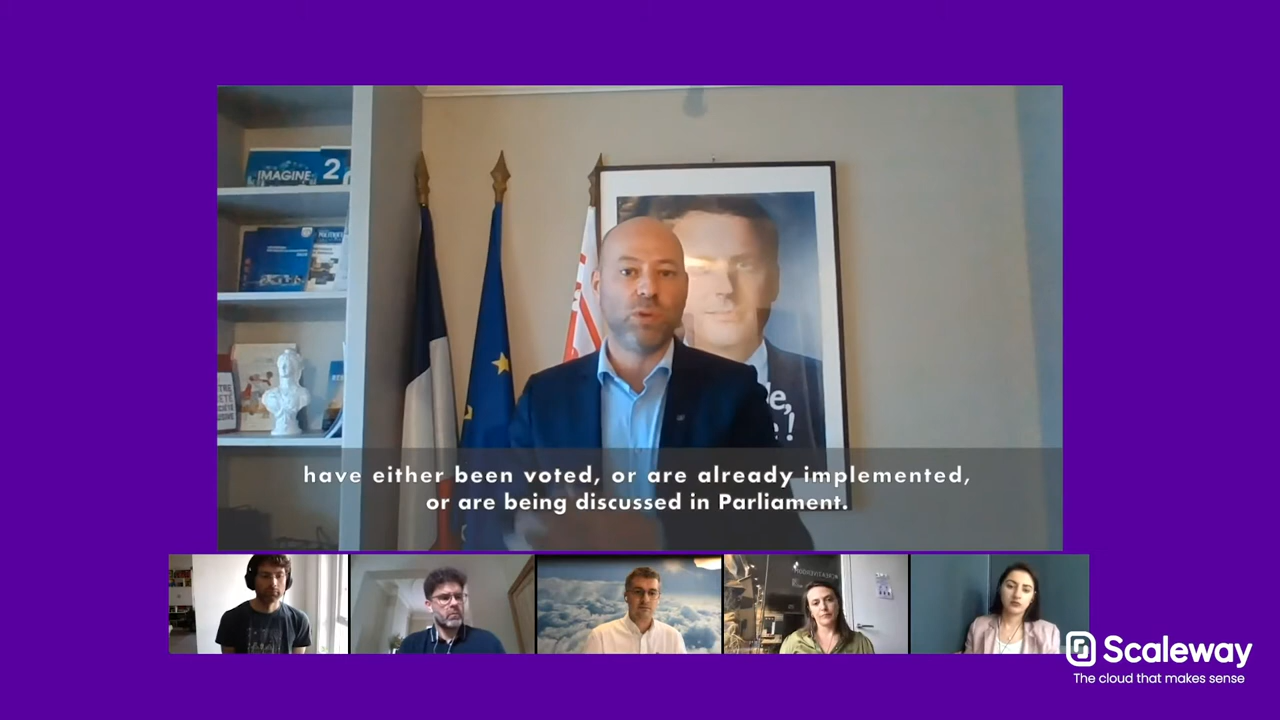 IMAGINE 2
e,
e !
have either been voted, or are already implemented,
or are being discussed in Parliament.
Scaleway
The cloud that makes sense